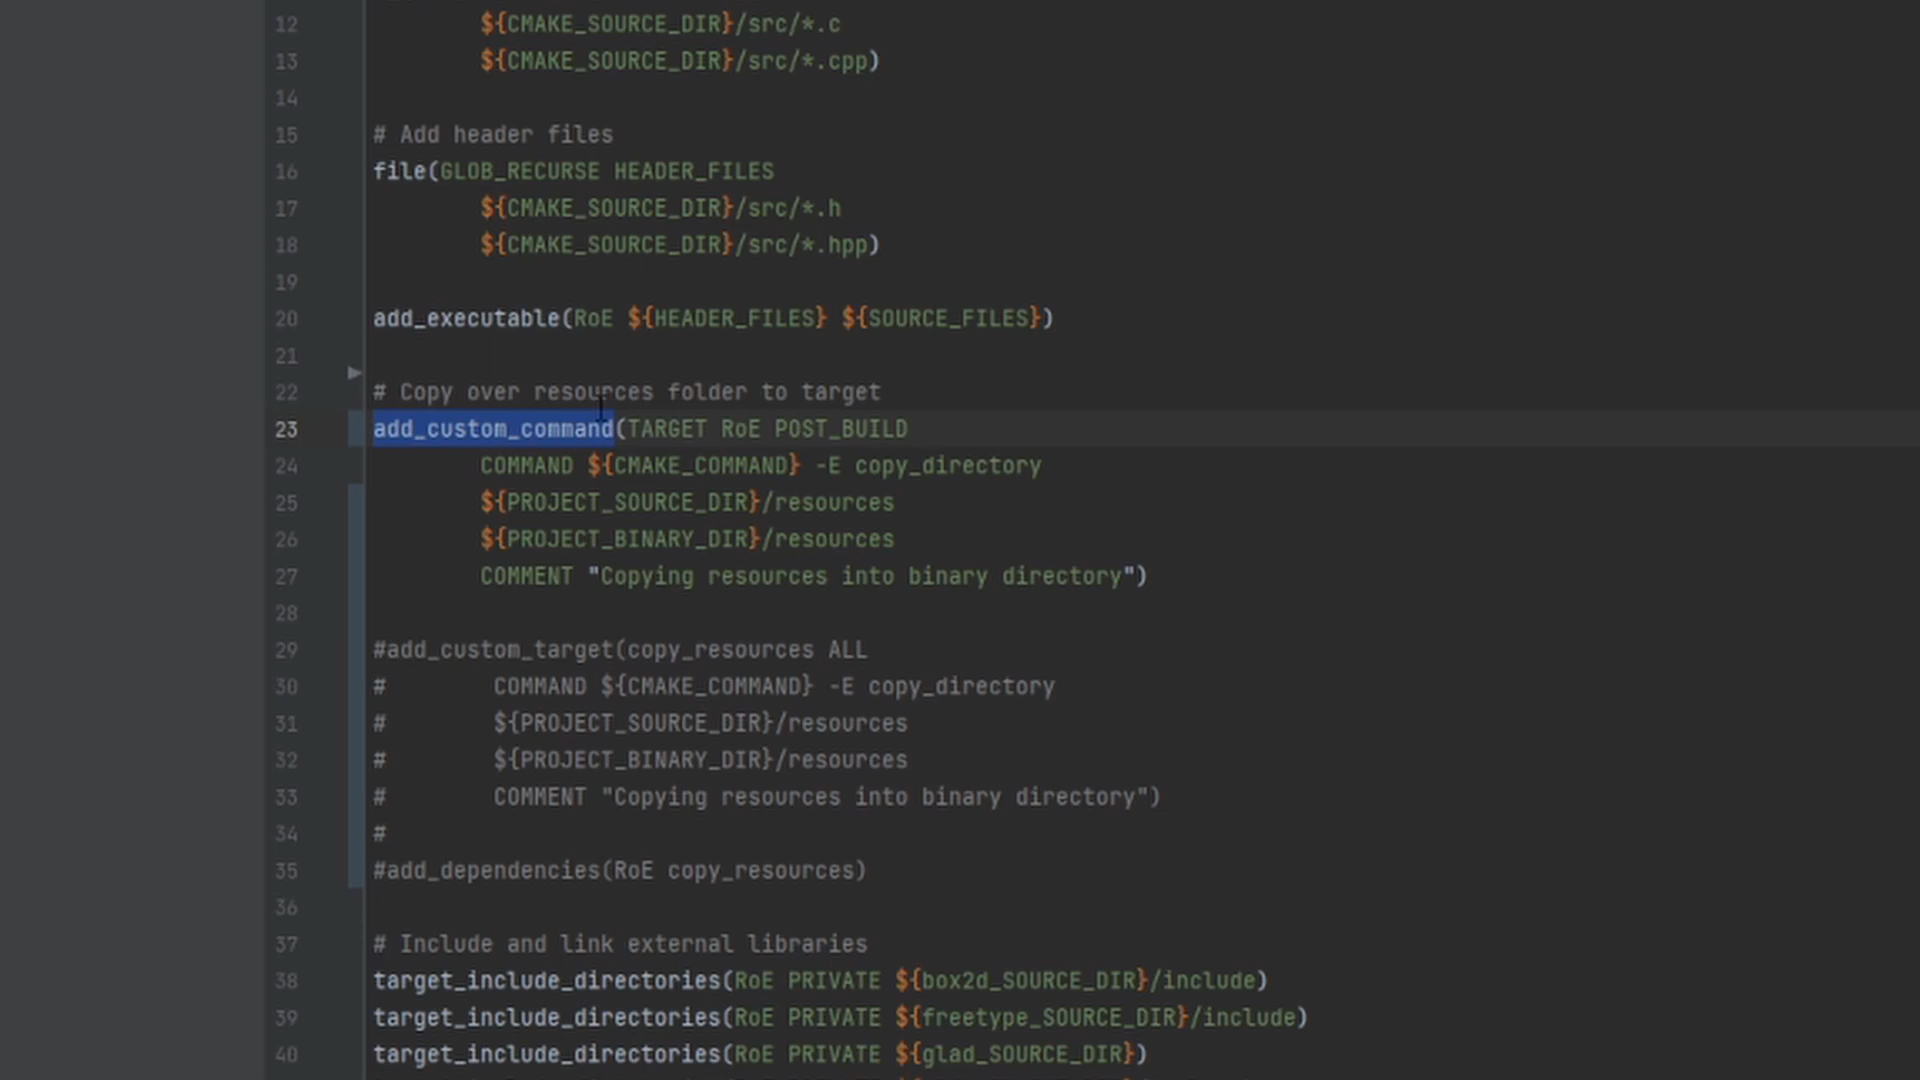 12 ${CMAKE_SOURCE_DIR}/src/*.c
13 ${CMAKE_SOURCE_DIR}/src/*.cpp)
14
15 # Add header files
16 file(GLOB_RECURSE HEADER_FILES
17 ${CMAKE_SOURCE_DIR}/src/*.h
18 ${CMAKE_SOURCE_DIR}/src/*.hpp)
19
20 add_executable(RoE ${HEADER_FILES} ${SOURCE_FILES})
21
22 # Copy over resources folder to target
23 add_custom_command(TARGET RoE POST_BUILD
24 COMMAND ${CMAKE_COMMAND} -E copy_directory
25 ${PROJECT_SOURCE_DIR}/resources
26 ${PROJECT_BINARY_DIR}/resources
27 COMMENT "Copying resources into binary directory")
28
29 #add_custom_target(copy_resources ALL
30 # COMMAND ${CMAKE_COMMAND} -E copy_directory
31 # ${PROJECT_SOURCE_DIR}/resources
32 # ${PROJECT_BINARY_DIR}/resources
33 # COMMENT "Copying resources into binary directory")
34 #
35 #add_dependencies(RoE copy_resources)
36
37 # Include and link external libraries
38 target_include_directories(RoE PRIVATE ${box2d_SOURCE_DIR}/include)
39 target_include_directories(RoE PRIVATE ${freetype_SOURCE_DIR}/include)
40 target_include_directories(RoE PRIVATE ${glad_SOURCE_DIR})